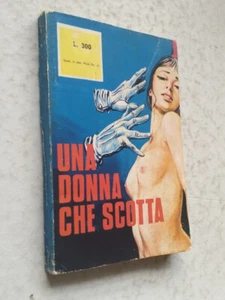 L. 300
UNA
DONNA
CHE SCOTTA